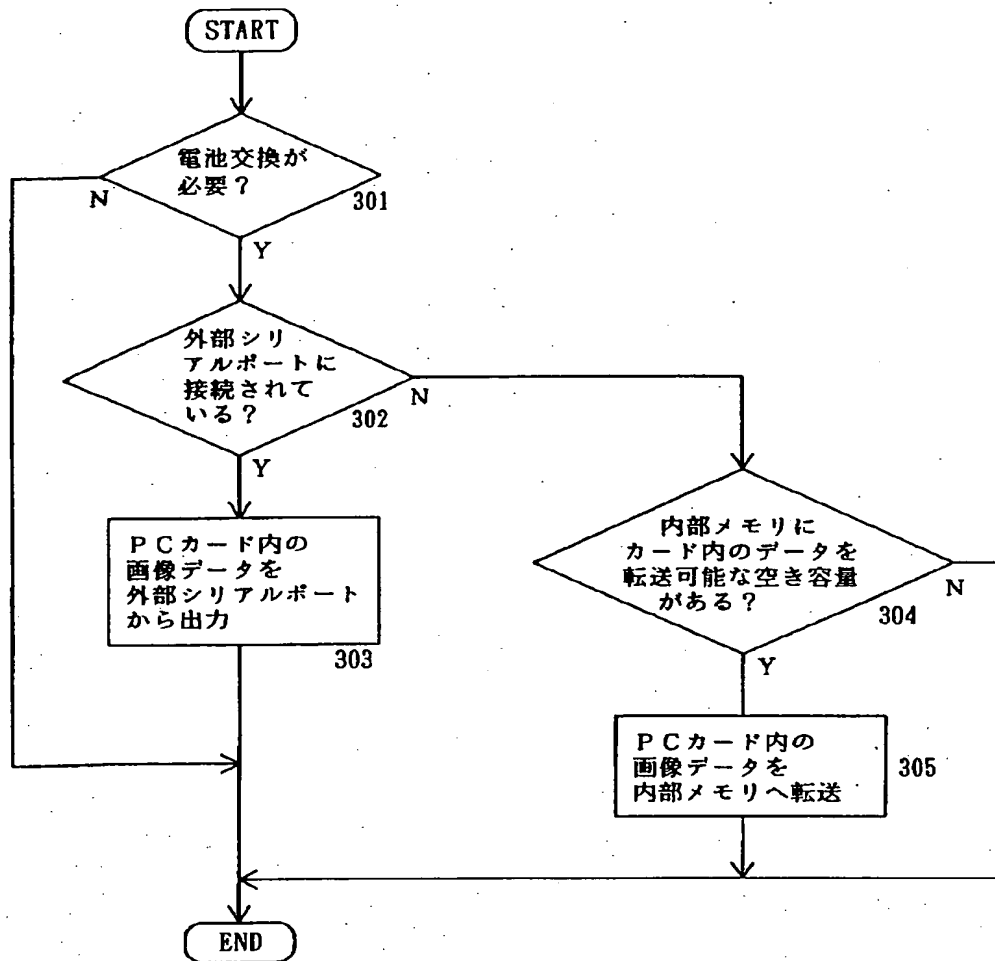 START
電池交換が
必要?
N
301
Y
外部シリ
アルポートに
接続されて
いる?
N
302
Y
PCカード内の
画像データを
外部シリアルポート
から出力
303
内部メモリに
カード内のデータを
転送可能な空き容量
がある?
N
304
Y
PCカード内の
画像データを
内部メモリへ転送
305
END